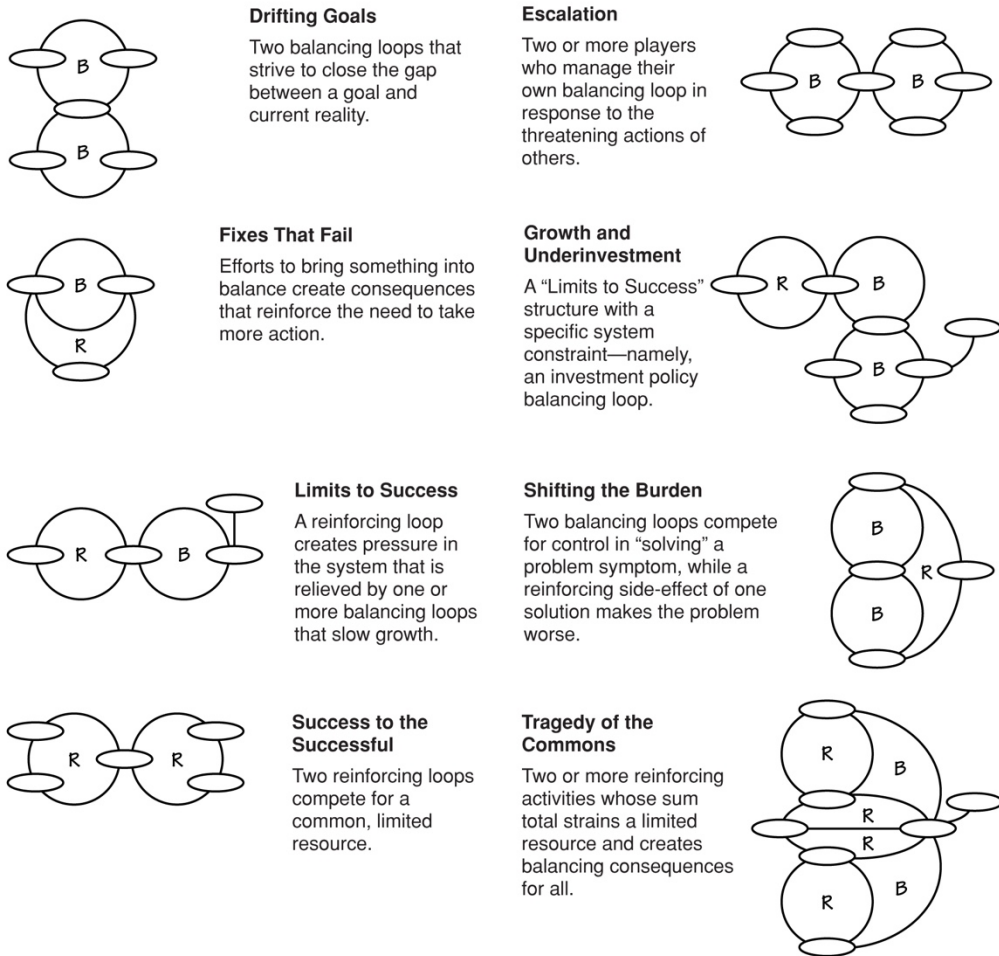 Drifting Goals
Two balancing loops that
strive to close the gap
between a goal and
current reality.
B
B
Escalation
Two or more players
who manage their
own balancing loop in
response to the
threatening actions of
others.
B
B
Fixes That Fail
Efforts to bring something into
balance create consequences
that reinforce the need to take
more action.
B
R
Growth and
Underinvestment
A “Limits to Success”
structure with a
specific system
constraint—namely,
an investment policy
balancing loop.
R
B
B
Limits to Success
A reinforcing loop
creates pressure in
the system that is
relieved by one or
more balancing loops
that slow growth.
R
B
Shifting the Burden
Two balancing loops compete
for control in “solving” a
problem symptom, while a
reinforcing side-effect of one
solution makes the problem
worse.
B
R
B
Success to the
Successful
Two reinforcing loops
compete for a
common, limited
resource.
R
R
Tragedy of the
Commons
Two or more reinforcing
activities whose sum
total strains a limited
resource and creates
balancing consequences
for all.
R
B
R
R
R
B